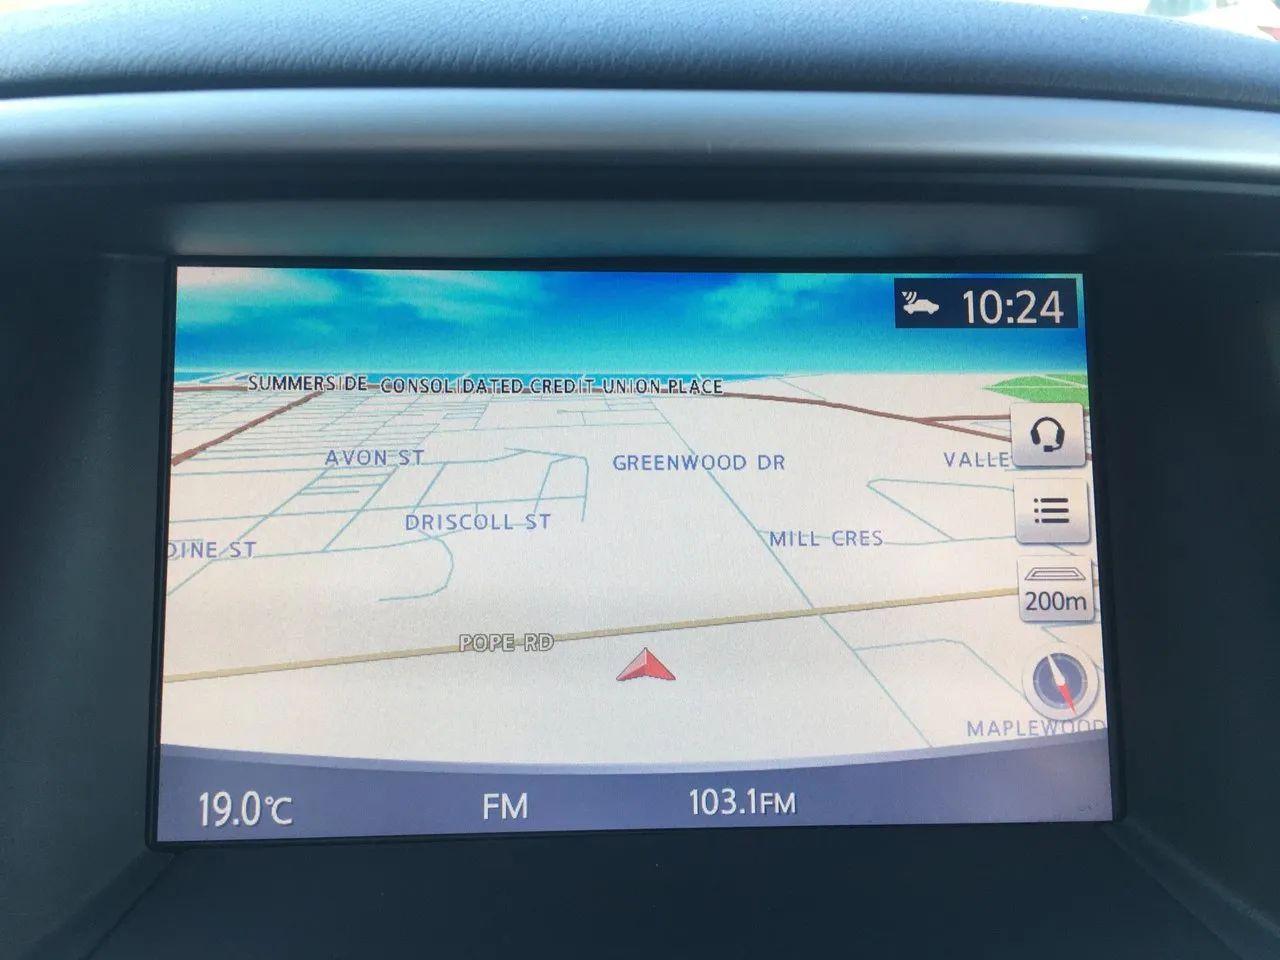 10:24
SUMMERSIDE CONSOLIDATED CREDIT UNION PLACE
AVON ST
GREENWOOD DR
VALLE
DRISCOLL ST
DINE ST
MILL CRES
200m
POPE RD
MAPLEWOOD
19.0°C
FM
103.1FM